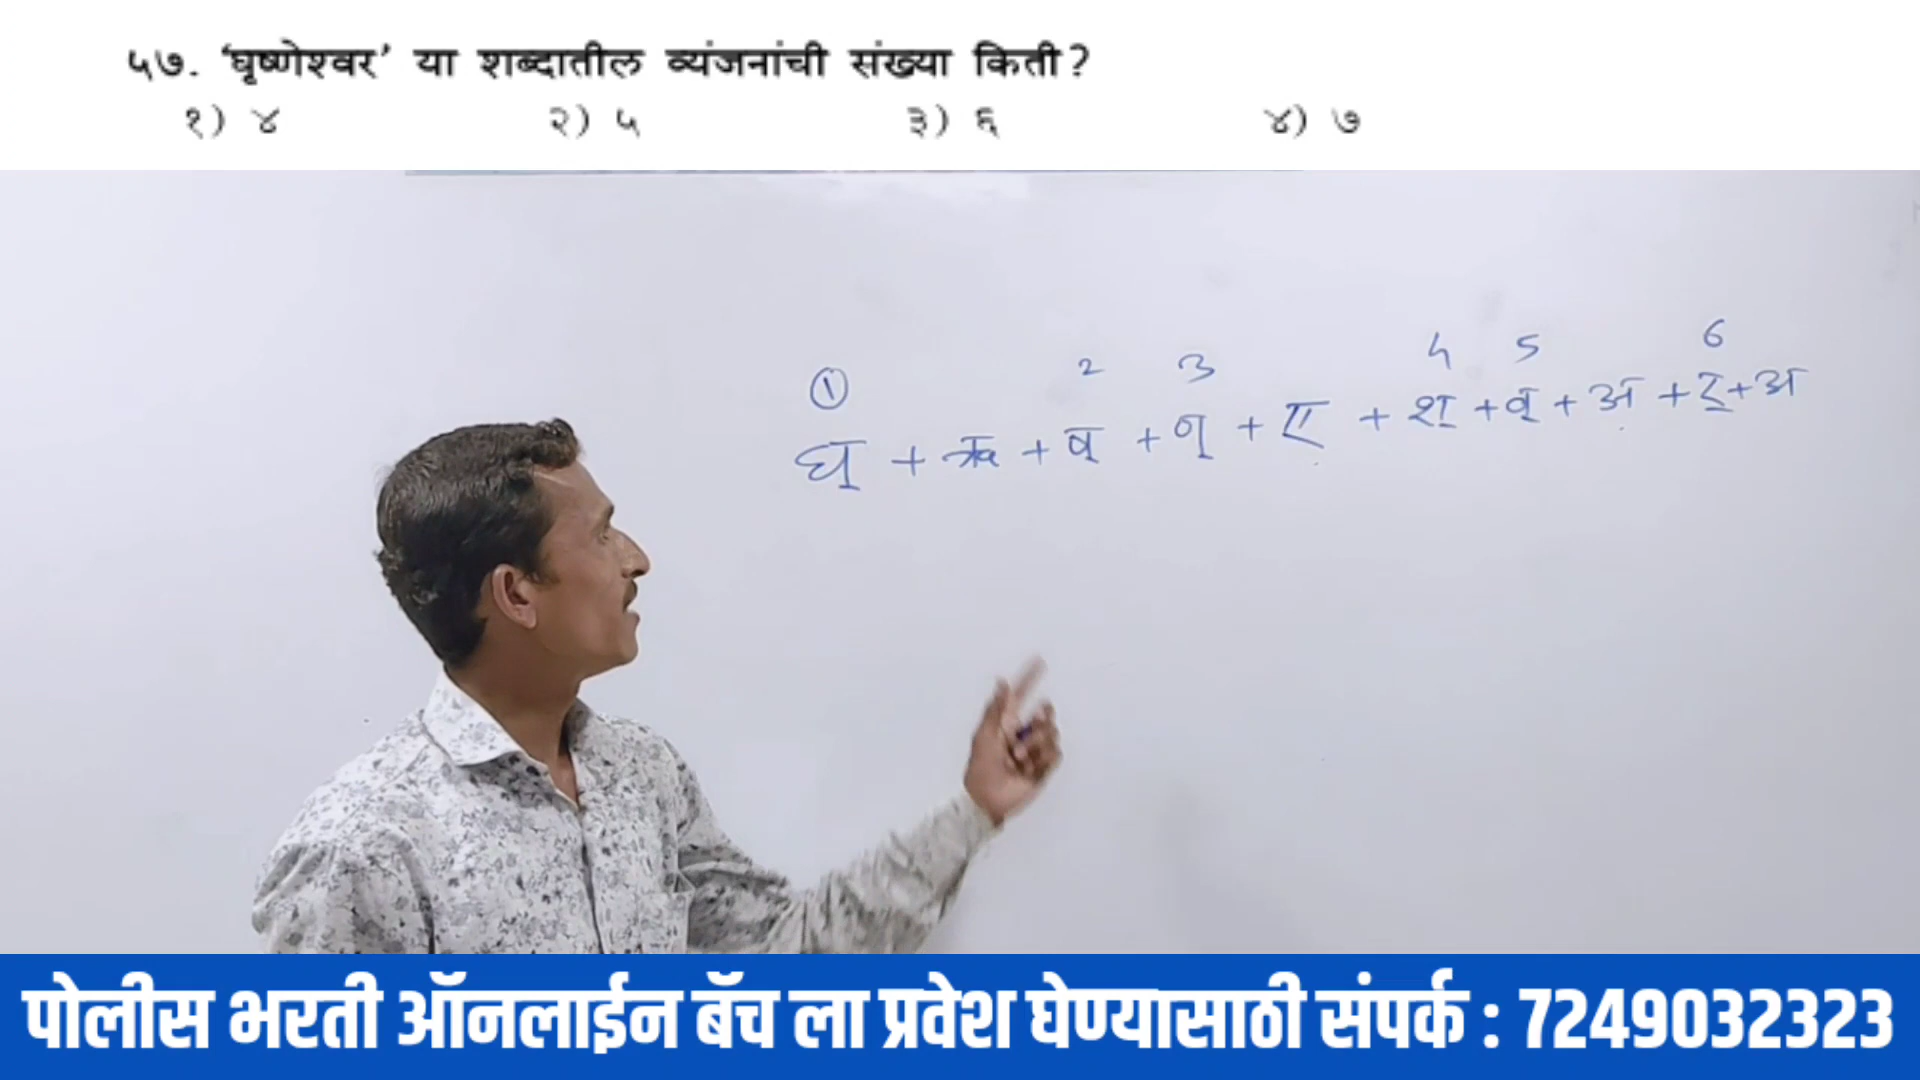 ५७. 'घृष्णेश्वर' या शब्दातील व्यंजनांची संख्या किती?
१) ४ २) ५ ३) ६ ४) ७
① 2 3 4 5 6
घ् + ऋ + ष् + ण् + ए + श् + व् + अ + र् + अ
पोलीस भरती ऑनलाईन बॅच ला प्रवेश घेण्यासाठी संपर्क : 7249032323